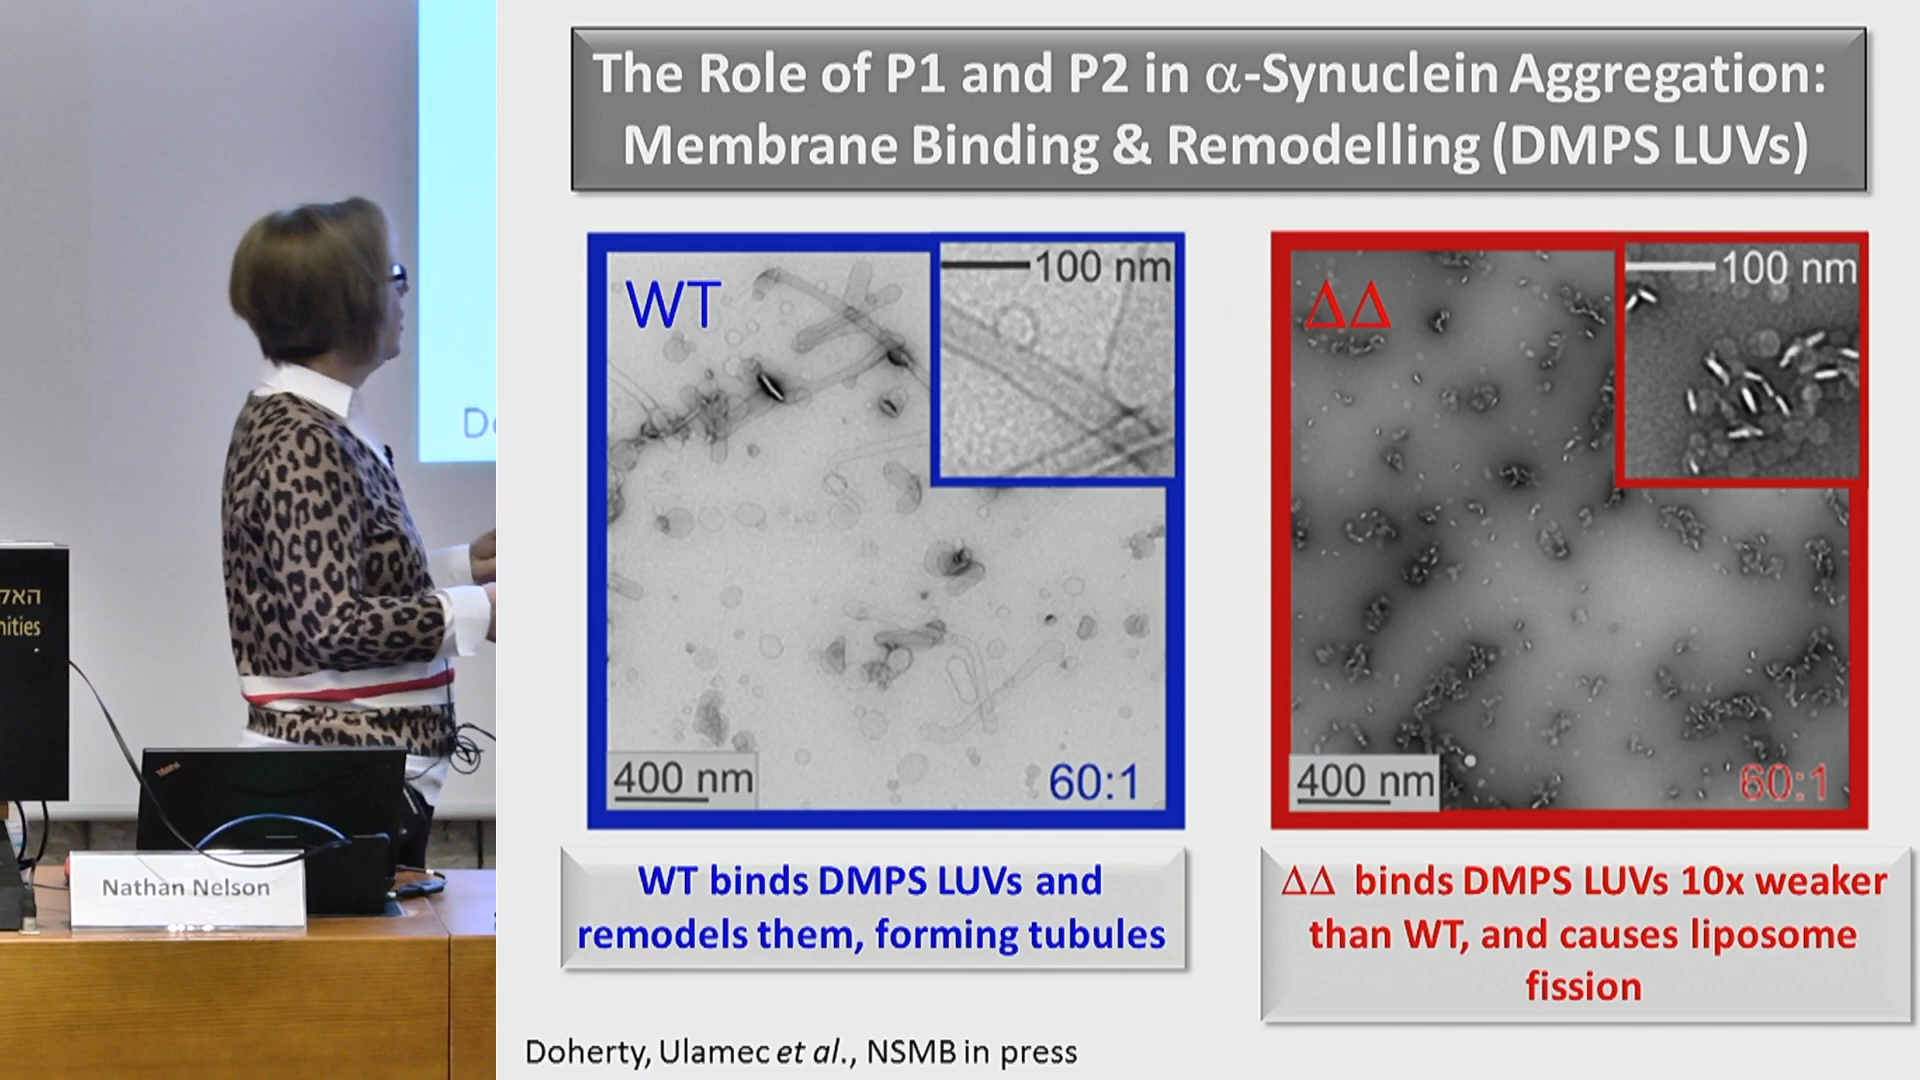 The Role of P1 and P2 in α-Synuclein Aggregation:
Membrane Binding & Remodelling (DMPS LUVs)
WT
100 nm
400 nm
60:1
ΔΔ
100 nm
400 nm
60:1
WT binds DMPS LUVs and
remodels them, forming tubules
ΔΔ binds DMPS LUVs 10x weaker
than WT, and causes liposome
fission
Doherty, Ulamec et al., NSMB in press
Nathan Nelson
האק
nities
ThinkPad